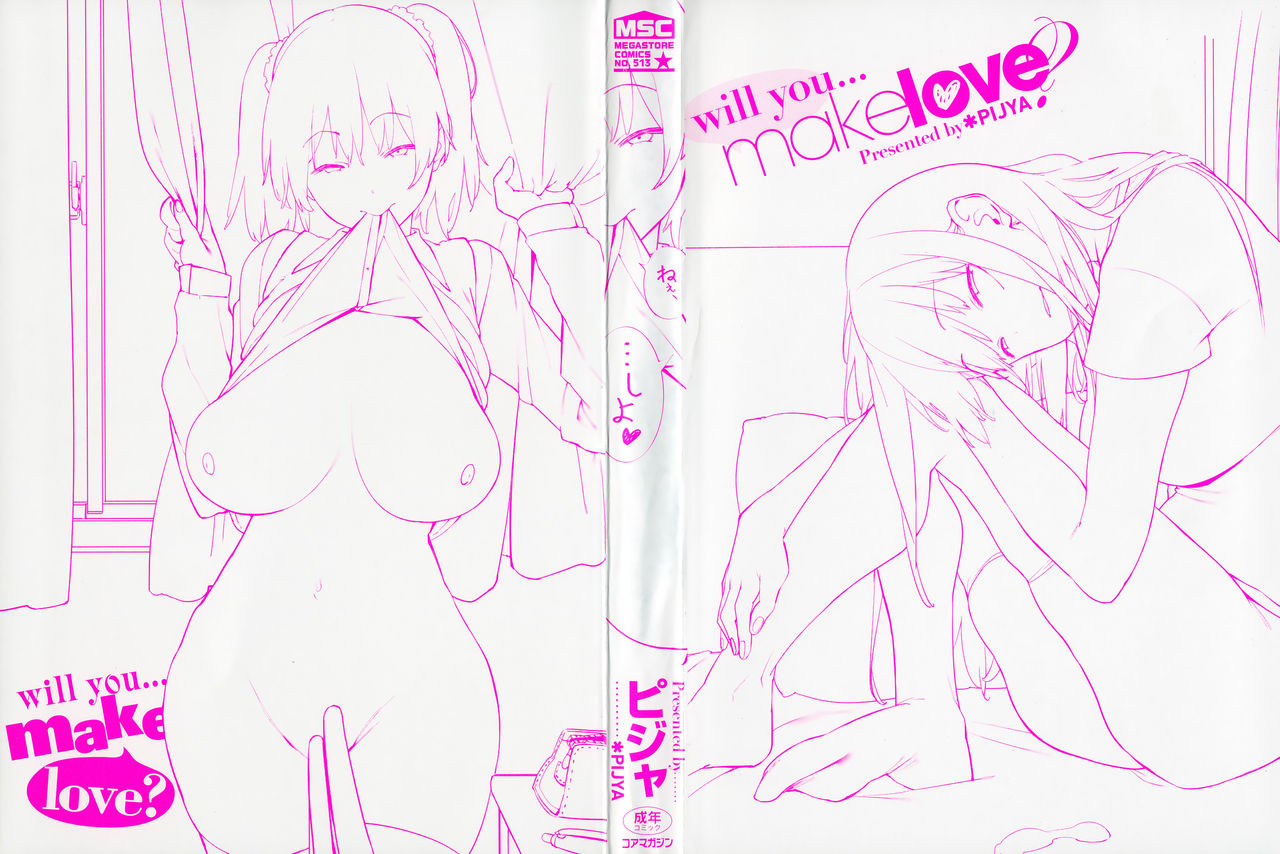 will you...
make love?
Presented by *PIJYA
MSC
MEGASTORE
COMICS
NO. 513 ★
ねぇ、
…しよ♥
Presented by.........
ピジャ
.........*PIJYA
成年
コミック
コアマガジン
will you...
make
love?